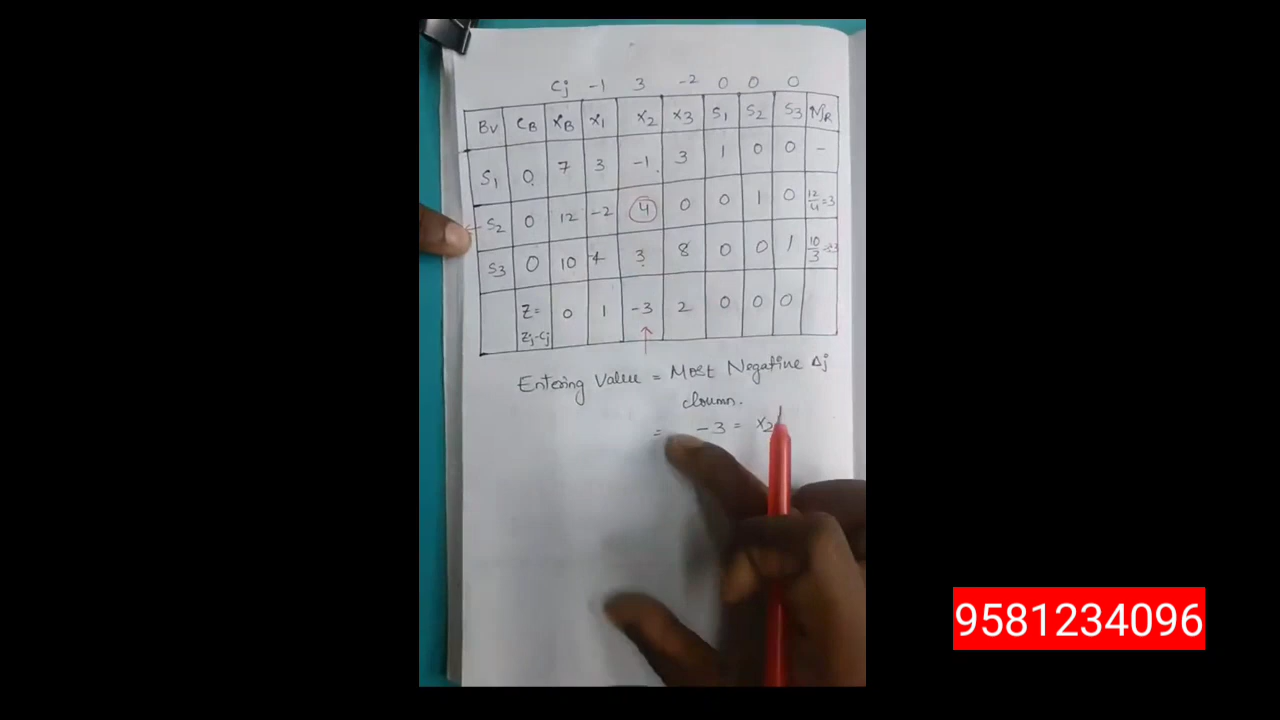 Cj -1 3 -2 0 0 0
BV CB XB X1 X2 X3 S1 S2 S3 MR
S1 0 7 3 -1 3 1 0 0 -
S2 0 12 -2 4 0 0 1 0 12/4=3
S3 0 10 -4 3 8 0 0 1 10/3
Z= 0 1 -3 2 0 0 0
Zj-Cj
Entering Value = Most Negative Δj
cloumn.
= -3 = X2
9581234096